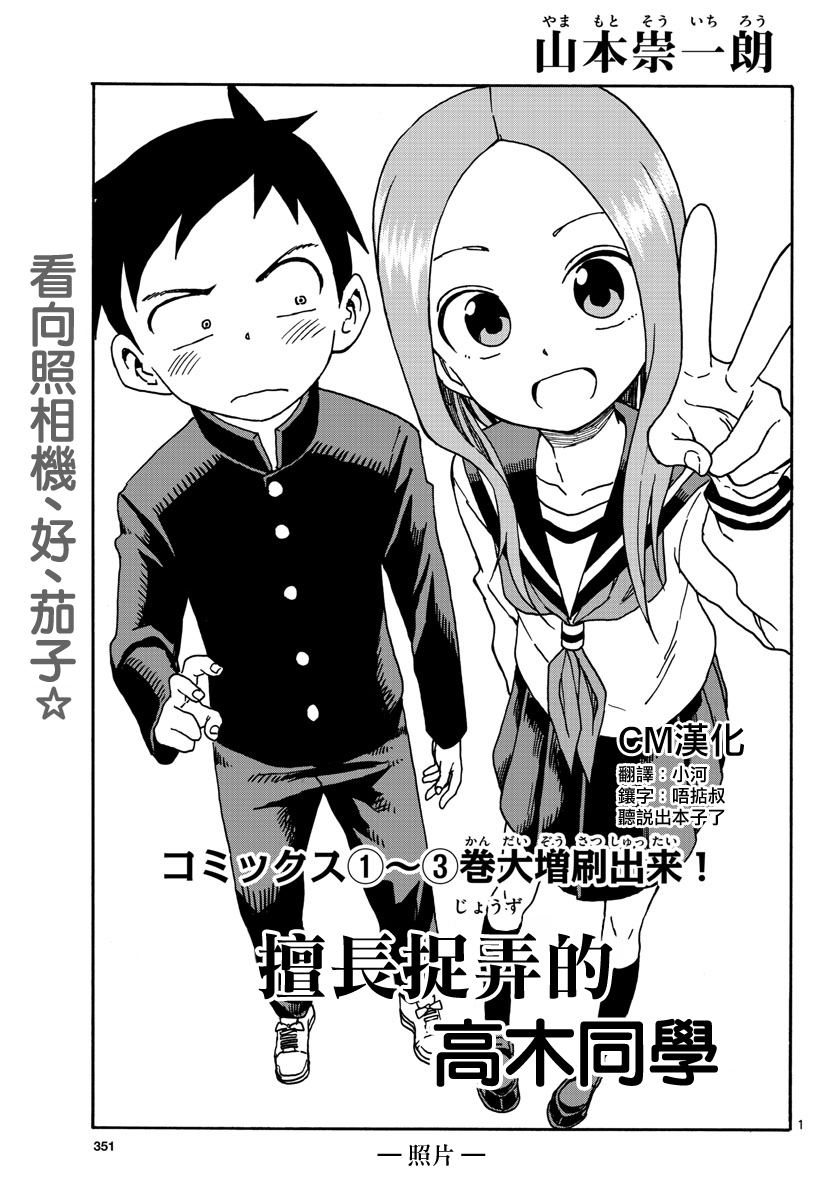 やま もと そう いち ろう
山本崇一朗
看向照相機、好、茄子☆
CM漢化
翻譯：小河
鑲字：唔掂叔
聽説出本子了
かん だい ぞう さつ しゅっ たい
コミックス①～③巻大増刷出来！
じょうず
擅長捉弄的
高木同學
1
351
— 照片 —